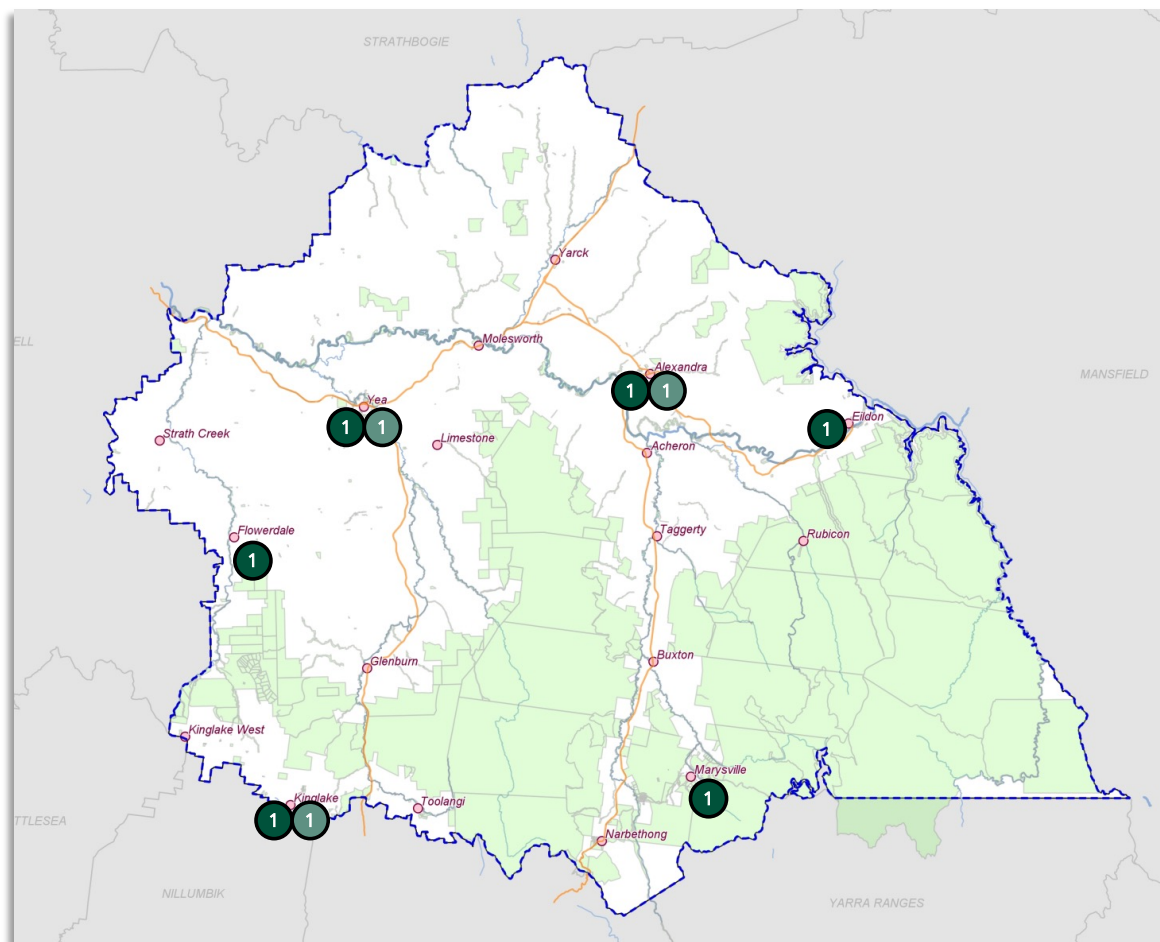 STRATHBOGIE
Yarck
ELL
Molesworth
Alexandra
MANSFIELD
1 1
Yea
1 1
Eildon
1
Strath Creek
Limestone
Acheron
Flowerdale
Taggerty
Rubicon
1
Glenburn
Buxton
Kinglake West
Marysville
1
Kinglake
Toolangi
1 1
TTLESEA
Narbethong
NILLUMBIK
YARRA RANGES